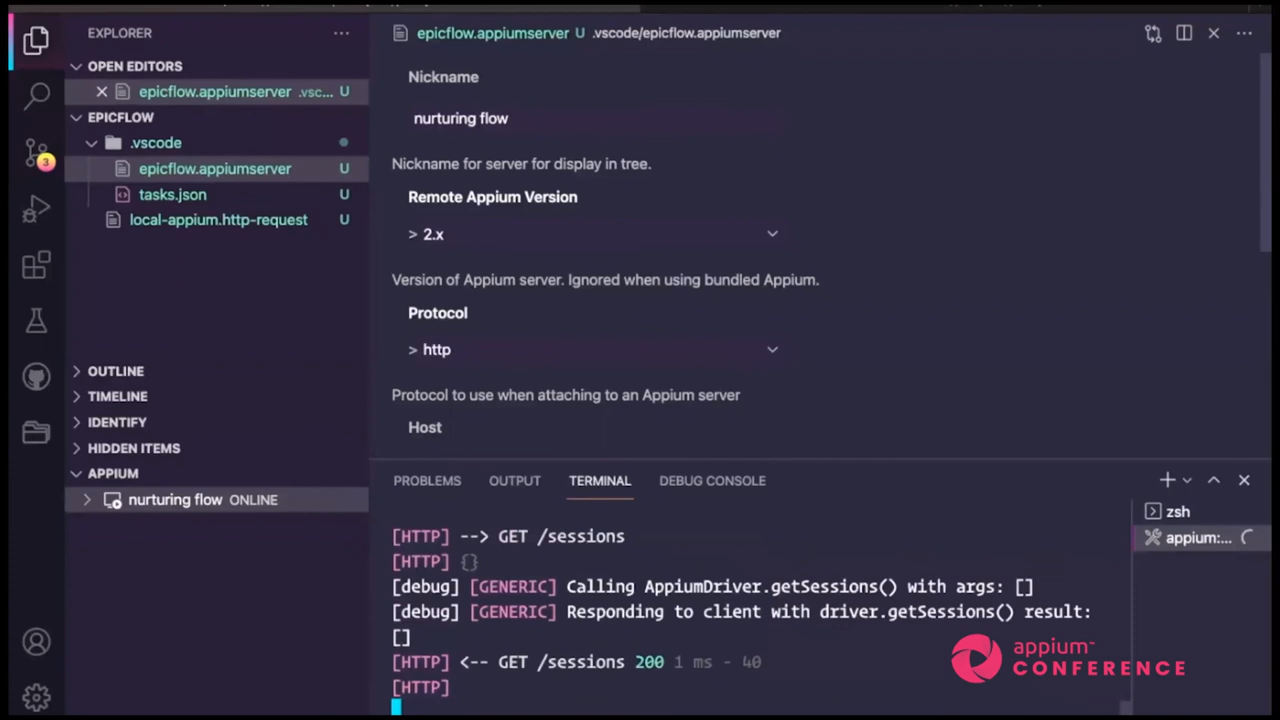 EXPLORER
OPEN EDITORS
epicflow.appiumserver .vsc... U
EPICFLOW
.vscode
epicflow.appiumserver U
tasks.json U
local-appium.http-request U
3
OUTLINE
TIMELINE
IDENTIFY
HIDDEN ITEMS
APPIUM
nurturing flow ONLINE
epicflow.appiumserver U .vscode/epicflow.appiumserver
Nickname
nurturing flow
Nickname for server for display in tree.
Remote Appium Version
> 2.x
Version of Appium server. Ignored when using bundled Appium.
Protocol
> http
Protocol to use when attaching to an Appium server
Host
PROBLEMS OUTPUT TERMINAL DEBUG CONSOLE
[HTTP] --> GET /sessions
[HTTP] {}
[debug] [GENERIC] Calling AppiumDriver.getSessions() with args: []
[debug] [GENERIC] Responding to client with driver.getSessions() result:
[]
[HTTP] <-- GET /sessions 200 1 ms - 40
[HTTP]
zsh
appium:...
appium™
CONFERENCE